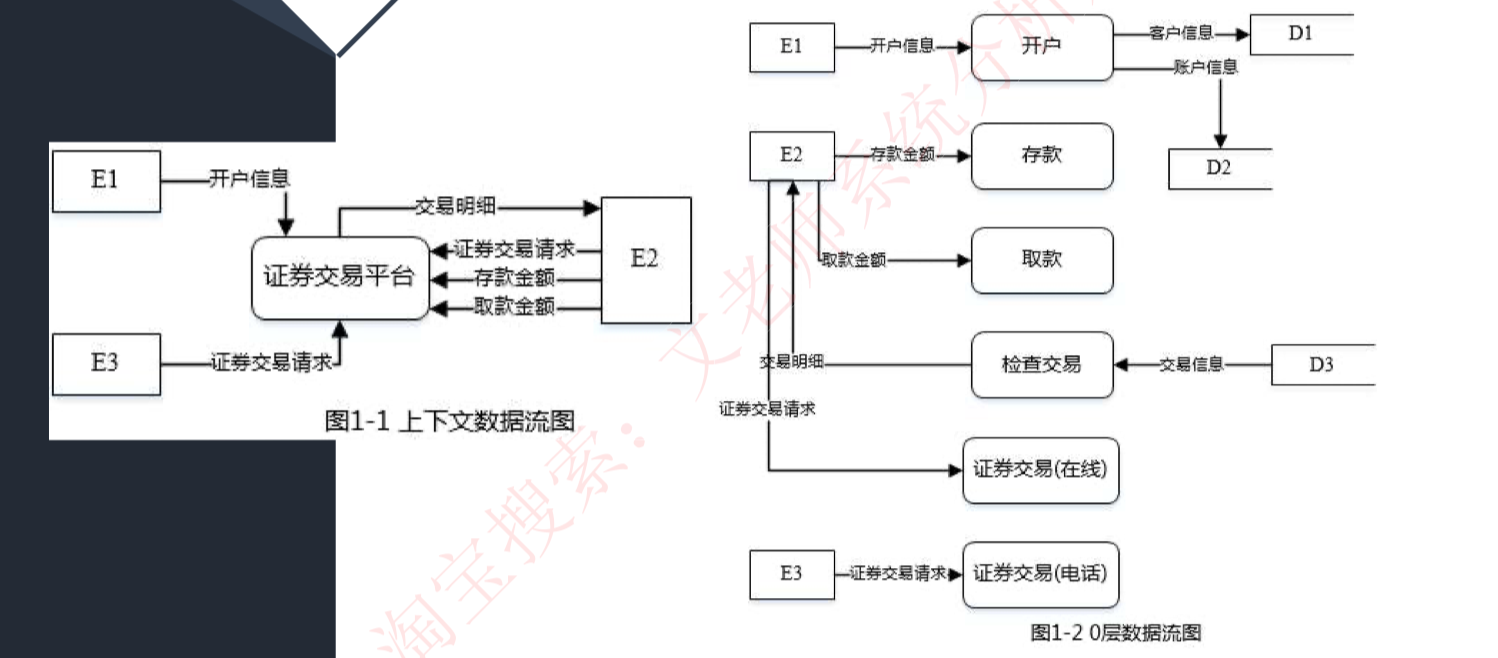 E1
开户信息
交易明细
证券交易请求
存款金额
取款金额
E2
证券交易平台
E3
证券交易请求
图1-1 上下文数据流图
E1
开户信息
开户
客户信息
D1
账户信息
D2
E2
存款金额
存款
取款金额
取款
交易明细
检查交易
交易信息
D3
证券交易请求
证券交易(在线)
E3
证券交易请求
证券交易(电话)
图1-2 0层数据流图
淘宝搜索：文老师系统分析